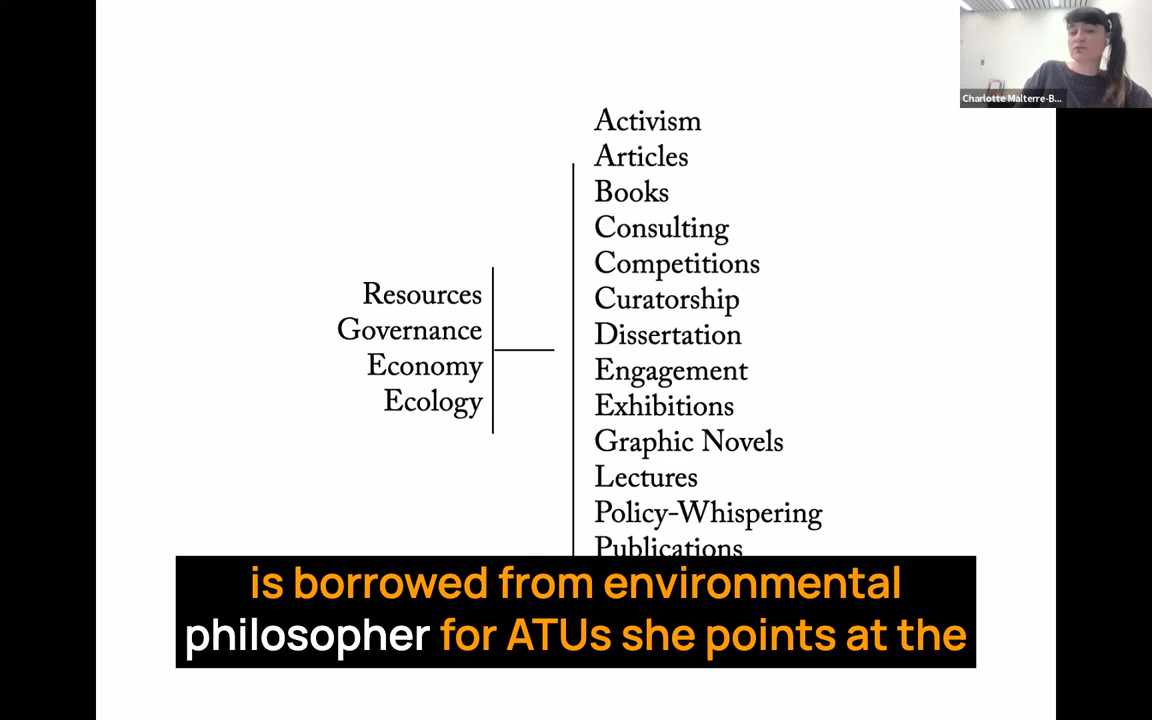 Charlotte Malterre-B...
Activism
Articles
Books
Consulting
Competitions
Curatorship
Dissertation
Engagement
Exhibitions
Graphic Novels
Lectures
Policy-Whispering
Publications
Resources
Governance
Economy
Ecology
is borrowed from environmental
philosopher for ATUs she points at the